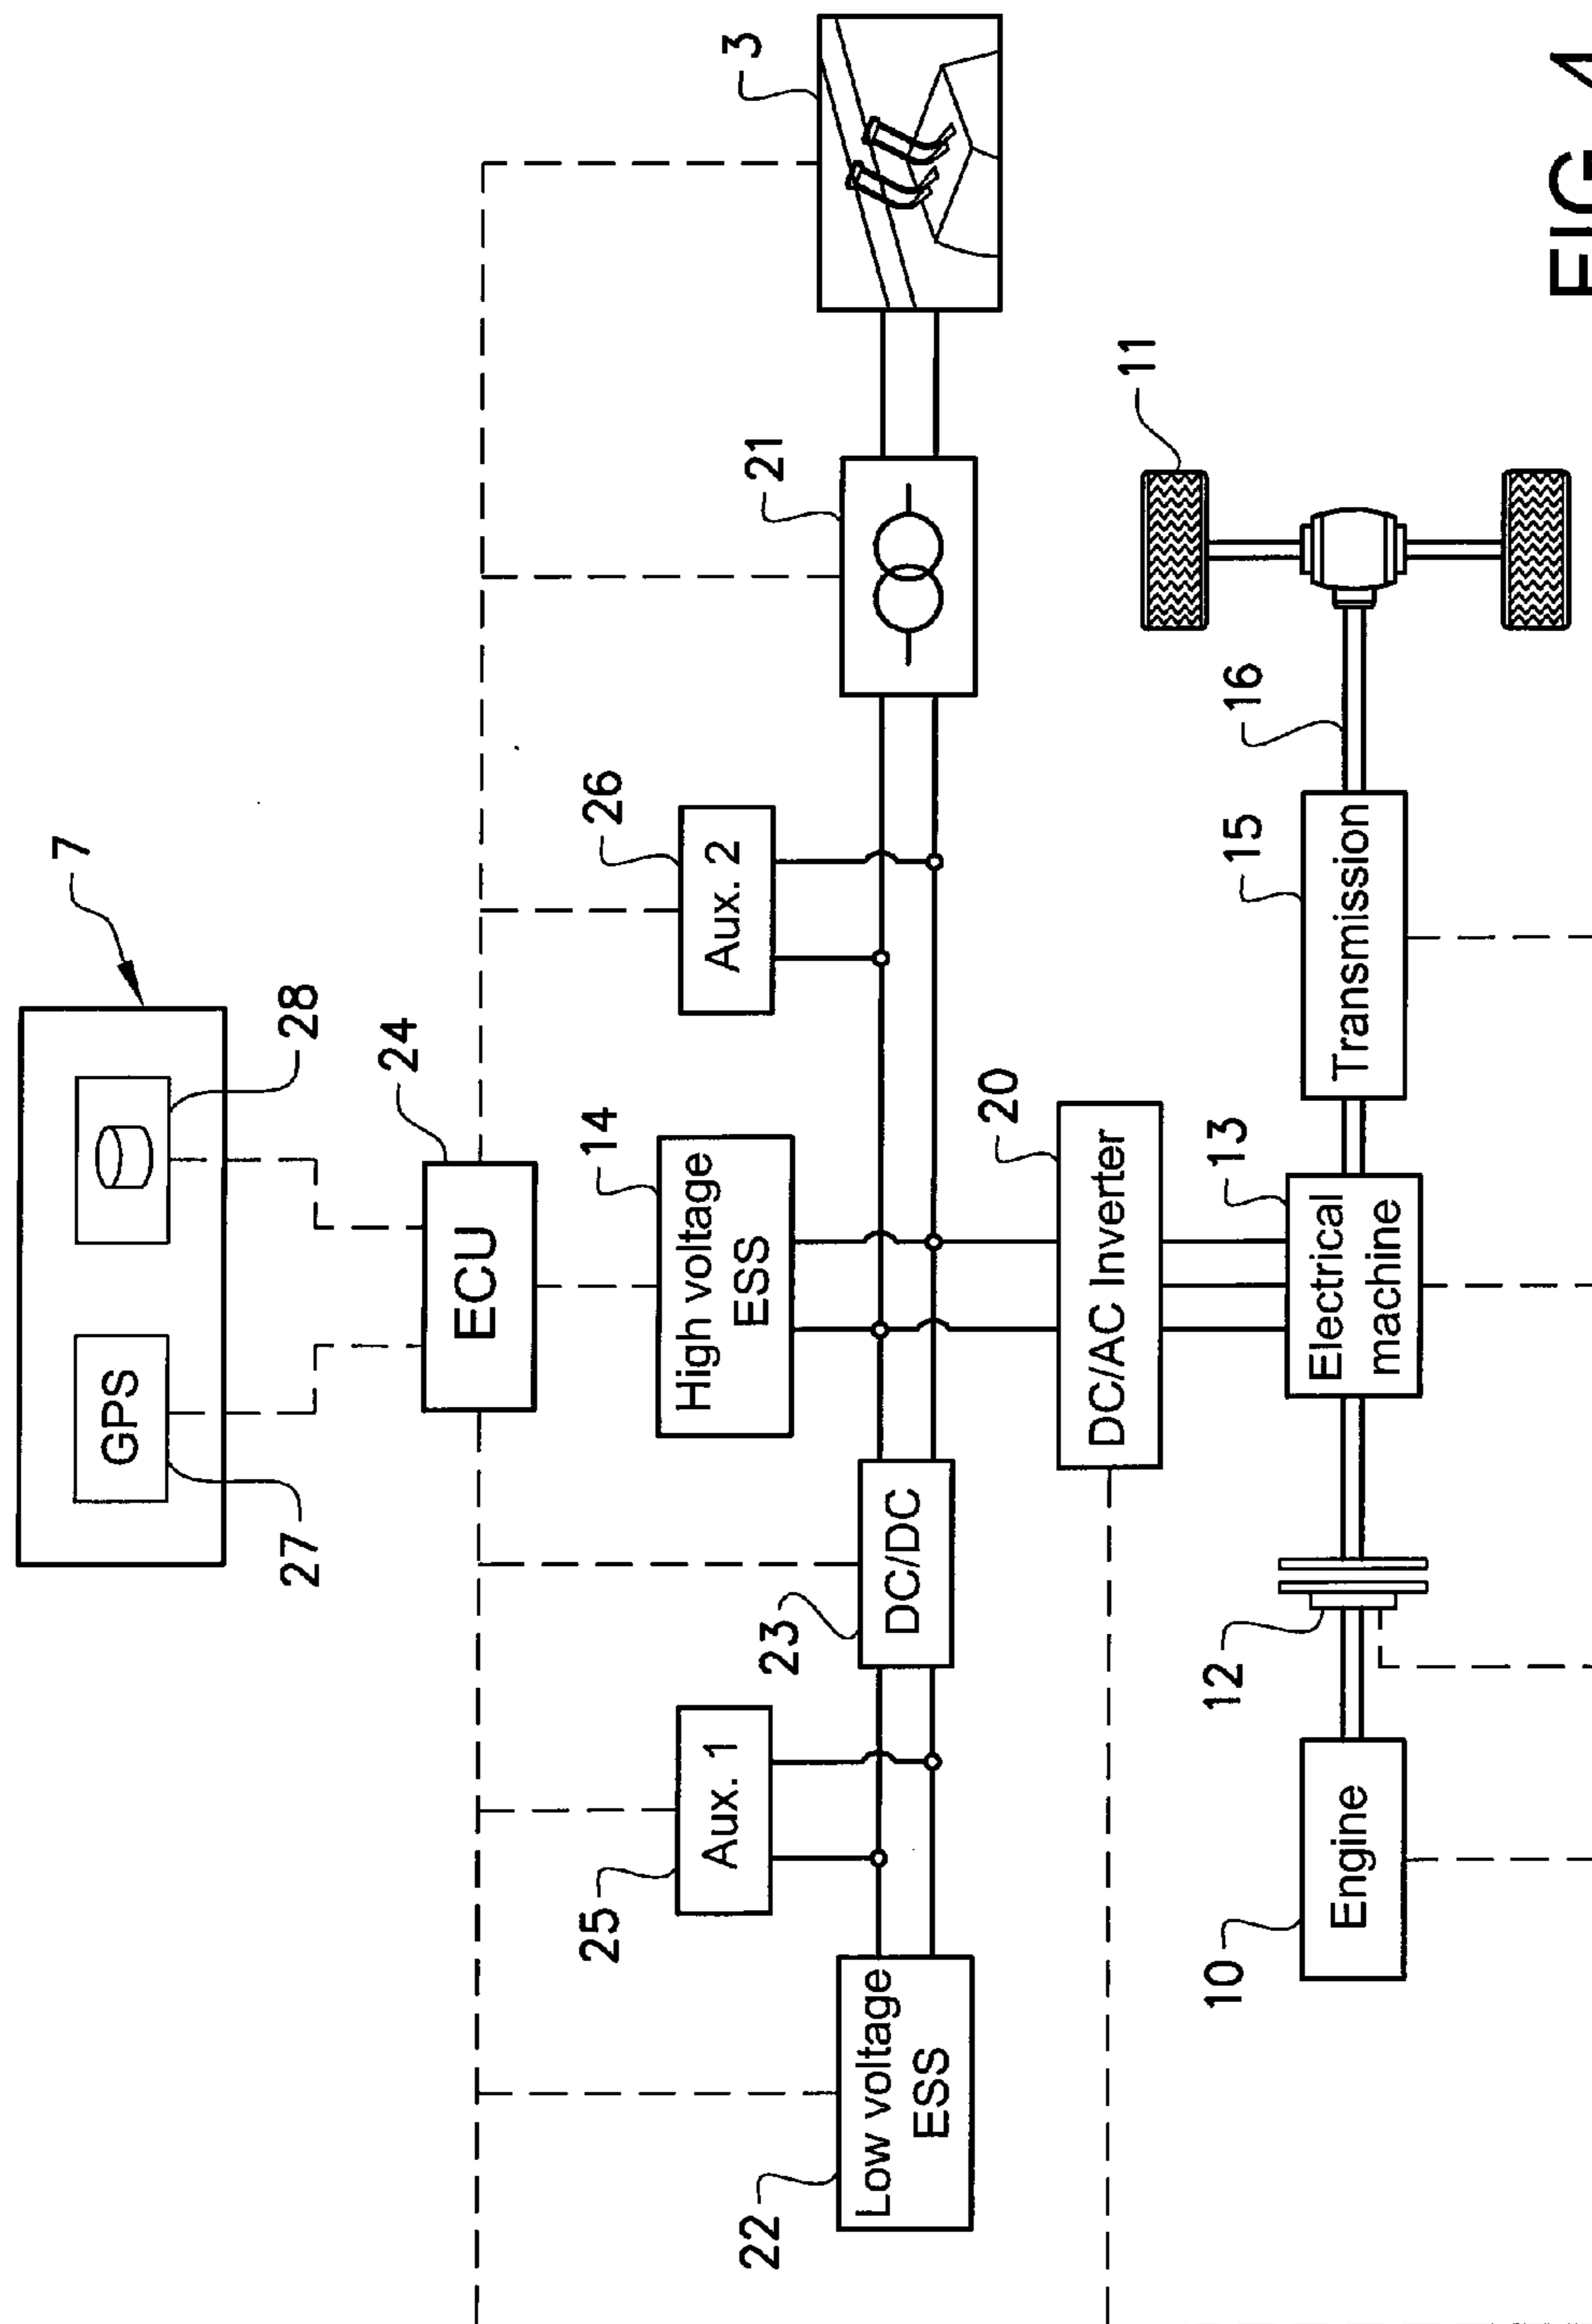 7
GPS
27
28
ECU
24
3
High voltage
ESS
14
Aux. 1
25
Aux. 2
26
Low voltage
ESS
22
DC/DC
23
21
DC/AC Inverter
20
Engine
10
12
Electrical
machine
13
Transmission
15
16
11